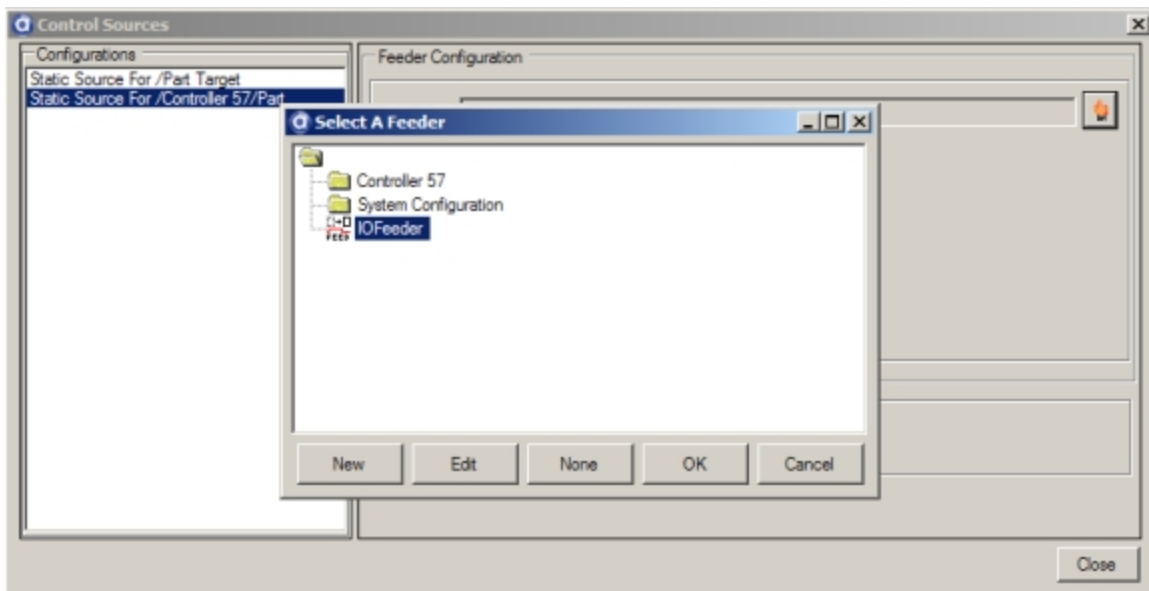 Control Sources
Configurations
Static Source For /Part Target
Static Source For /Controller 57/Part
Feeder Configuration
Select A Feeder
Controller 57
System Configuration
IOFeeder
New
Edit
None
OK
Cancel
Close